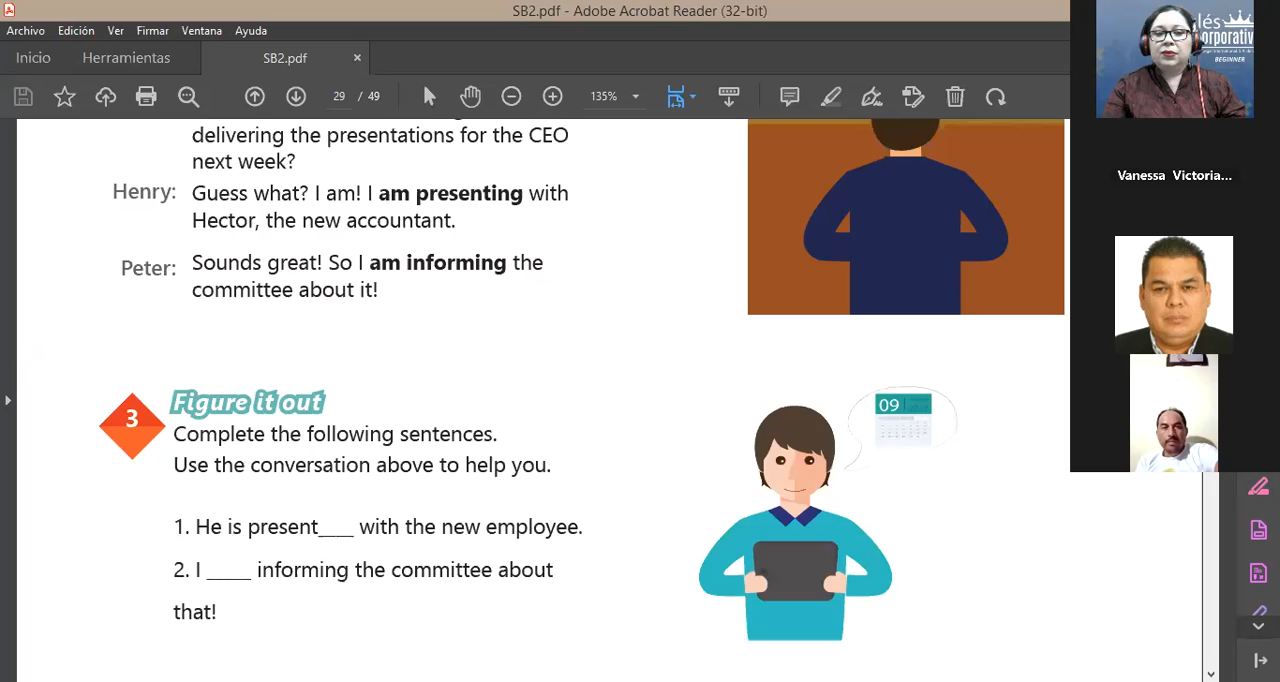 SB2.pdf - Adobe Acrobat Reader (32-bit)
Archivo Edición Ver Firmar Ventana Ayuda
Inicio Herramientas SB2.pdf ×
29 / 49 135%
delivering the presentations for the CEO
next week?
Henry: Guess what? I am! I am presenting with
Hector, the new accountant.
Peter: Sounds great! So I am informing the
committee about it!
3 Figure it out
Complete the following sentences.
Use the conversation above to help you.
1. He is present____ with the new employee.
2. I _____ informing the committee about
that!
09
lés
orporativ
BEGINNER
Vanessa Victoria...